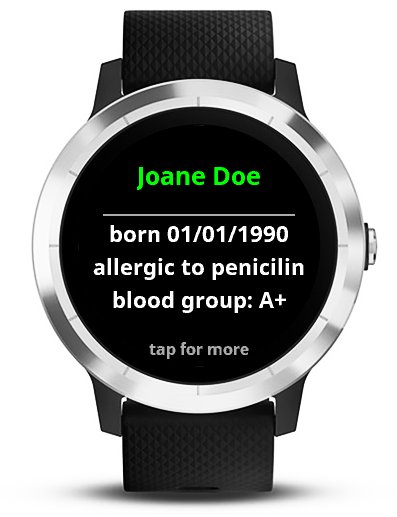 Joane Doe
born 01/01/1990
allergic to penicilin
blood group: A+
tap for more